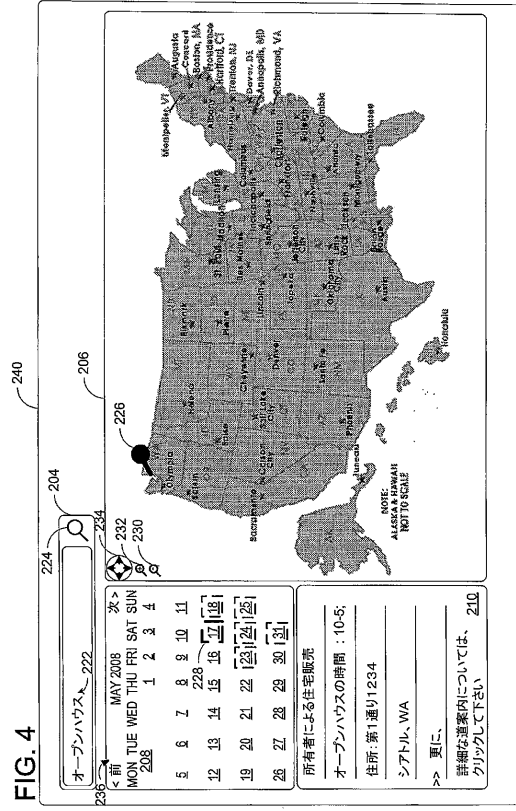 FIG. 4
240
オープンハウス
222
224
204
206
236
< 前 MAY 2008 次 >
MON TUE WED THU FRI SAT SUN
208
1 2 3 4
5 6 7 8 9 10 11
12 13 14 15 16 17 18
19 20 21 22 23 24 25
26 27 28 29 30 31
228
所有者による住宅販売
オープンハウスの時間 : 10-5;
住所: 第1通り1234
シアトル、WA
>> 更に、
詳細な道案内については、
クリックして下さい
210
234
232
230
226
Olympia
Salem
Helena
Boise
Bismarck
Pierre
St. Paul
Madison
Lansing
Montpelier, VT
Augusta
Concord
Boston, MA
Providence
Hartford, CT
Albany
Trenton, NJ
Harrisburg
Dover, DE
Annapolis, MD
Richmond, VA
Columbus
Charleston
Indianapolis
Springfield
Frankfort
Des Moines
Lincoln
Cheyenne
Salt Lake
City
Carson
City
Sacramento
Denver
Topeka
Jefferson
City
Nashville
Raleigh
Columbia
Atlanta
Montgomery
Tallahassee
Jackson
Little
Rock
Baton
Rouge
Oklahoma
City
Austin
Santa Fe
Phoenix
Juneau
Honolulu
NOTE:
ALASKA & HAWAII
NOT TO SCALE